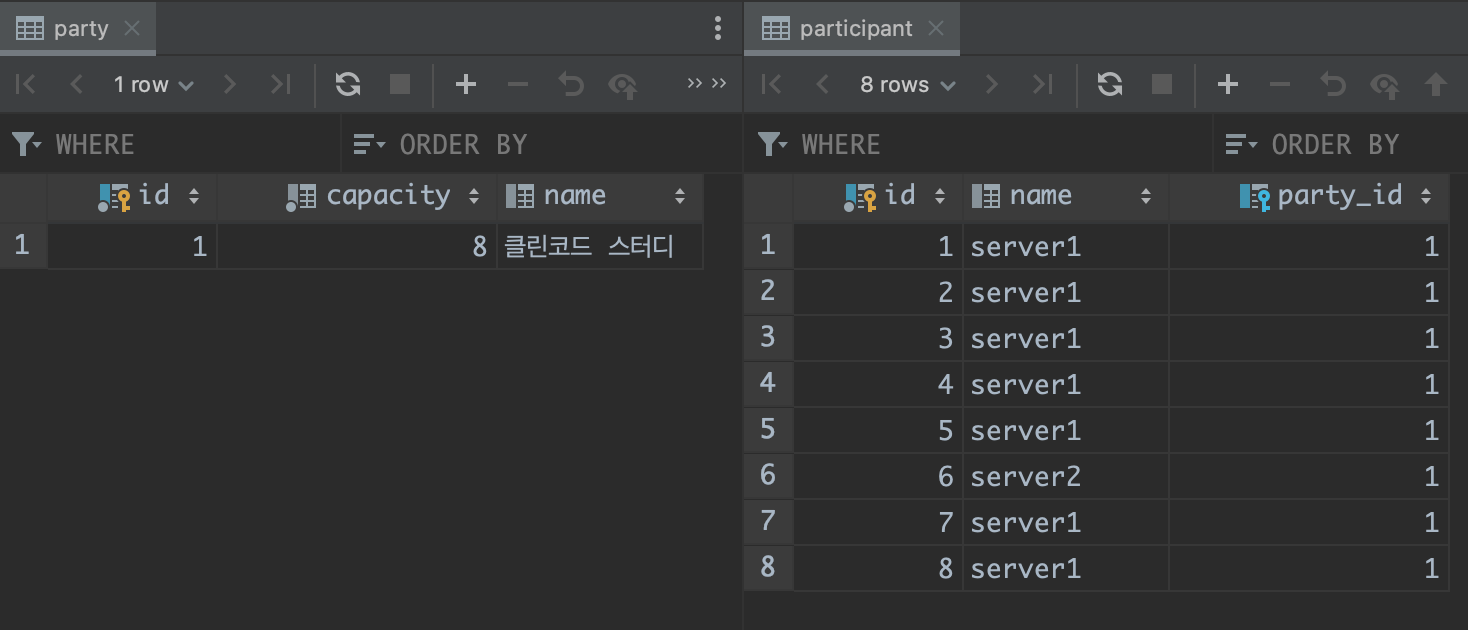 party
participant
1 row
8 rows
WHERE
ORDER BY
WHERE
ORDER BY
id capacity name
1 1 8 클린코드 스터디
id name party_id
1 1 server1 1
2 2 server1 1
3 3 server1 1
4 4 server1 1
5 5 server1 1
6 6 server2 1
7 7 server1 1
8 8 server1 1